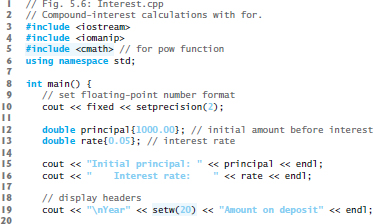 1 // Fig. 5.6: Interest.cpp
2 // Compound-interest calculations with for.
3 #include <iostream>
4 #include <iomanip>
5 #include <cmath> // for pow function
6 using namespace std;
7
8 int main() {
9 // set floating-point number format
10 cout << fixed << setprecision(2);
11
12 double principal{1000.00}; // initial amount before interest
13 double rate{0.05}; // interest rate
14
15 cout << "Initial principal: " << principal << endl;
16 cout << "    Interest rate:    " << rate << endl;
17
18 // display headers
19 cout << "\nYear" << setw(20) << "Amount on deposit" << endl;
20